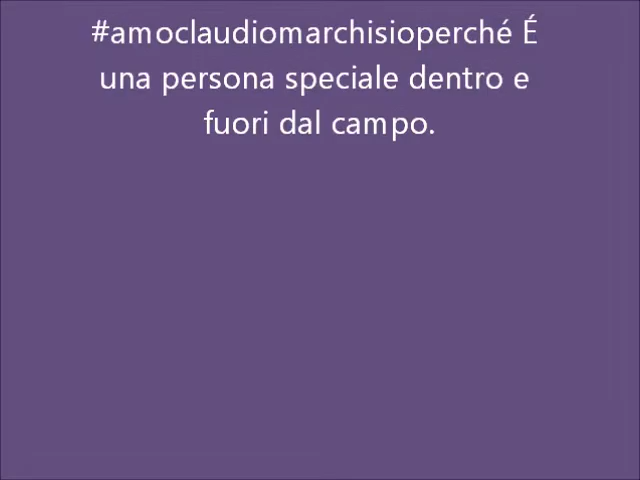 #amoclaudiomarchisioperché É
una persona speciale dentro e
fuori dal campo.